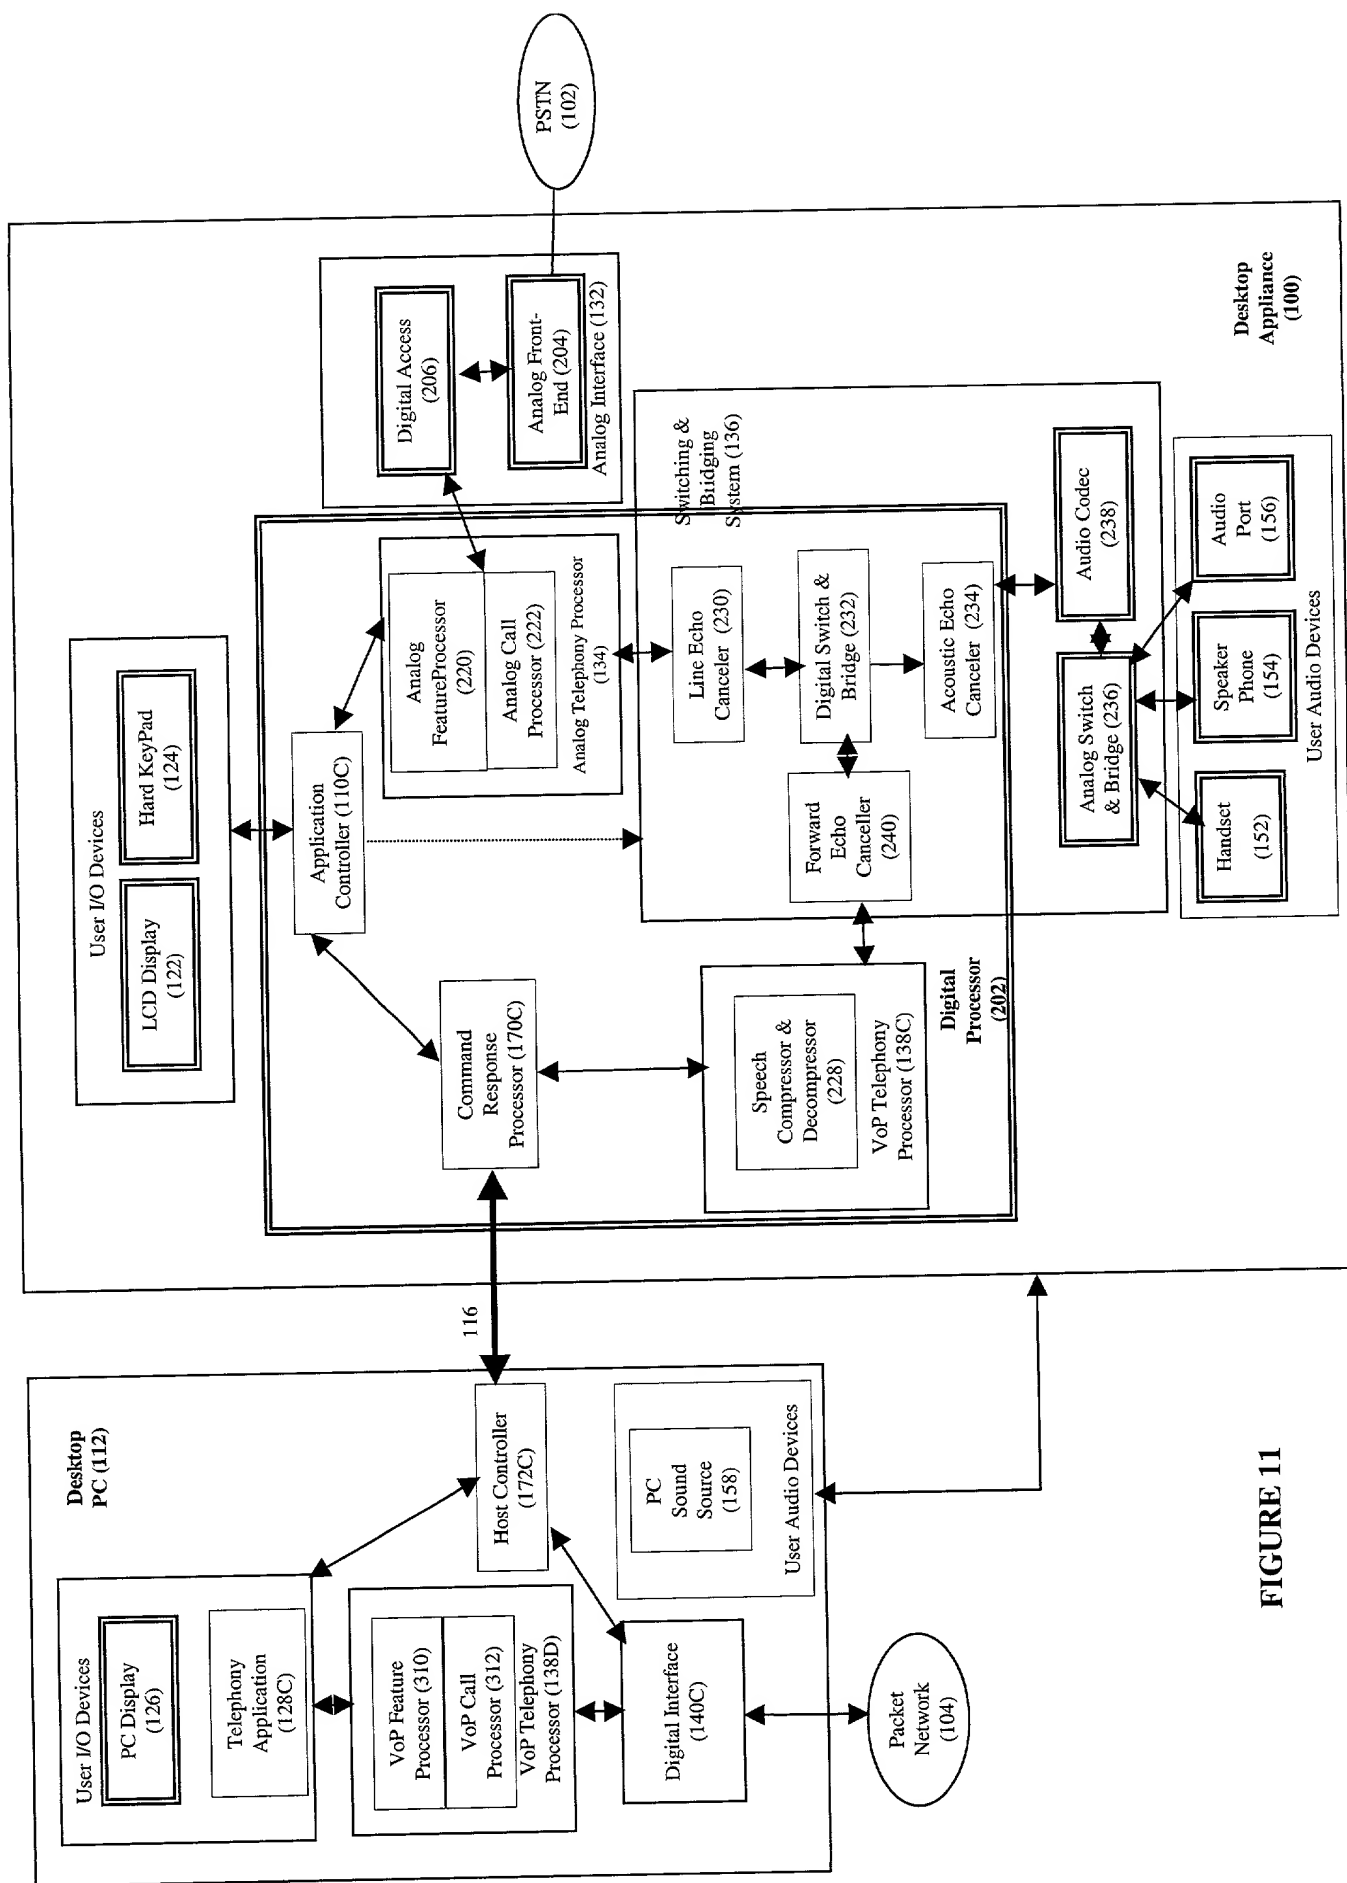 Desktop
PC (112)
User I/O Devices
PC Display
(126)
Telephony
Application
(128C)
VoP Feature
Processor (310)
VoP Call
Processor (312)
VoP Telephony
Processor (138D)
Digital Interface
(140C)
Packet
Network
(104)
Host Controller
(172C)
PC
Sound
Source
(158)
User Audio Devices
116
User I/O Devices
LCD Display
(122)
Hard KeyPad
(124)
Application
Controller (110C)
Command
Response
Processor (170C)
Speech
Compressor &
Decompressor
(228)
VoP Telephony
Processor (138C)
Digital
Processor
(202)
Analog
FeatureProcessor
(220)
Analog Call
Processor (222)
Analog Telephony Processor
(134)
Digital Access
(206)
Analog Front-
End (204)
Analog Interface (132)
PSTN
(102)
Switching &
Bridging
System (136)
Line Echo
Canceler (230)
Digital Switch &
Bridge (232)
Forward
Echo
Canceller
(240)
Acoustic Echo
Canceler (234)
Audio Codec
(238)
Analog Switch
& Bridge (236)
Handset
(152)
Speaker
Phone
(154)
Audio
Port
(156)
User Audio Devices
Desktop
Appliance
(100)
FIGURE 11